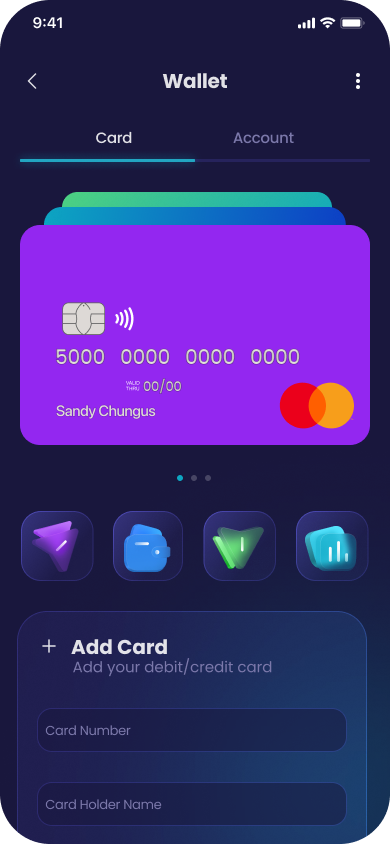 9:41
Wallet
Card Account
5000 0000 0000 0000
VALID
THRU 00/00
Sandy Chungus
Add Card
Add your debit/credit card
Card Number
Card Holder Name